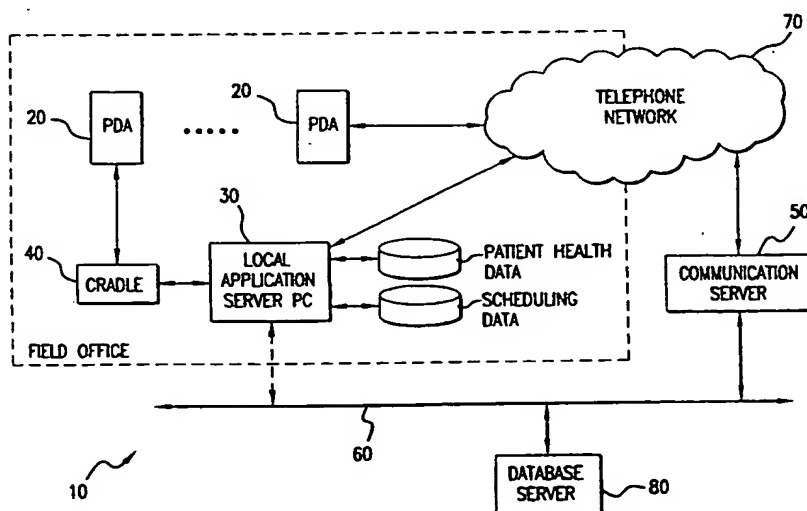 70
20
PDA
20
PDA
TELEPHONE
NETWORK
30
50
40
CRADLE
LOCAL
APPLICATION
SERVER PC
PATIENT HEALTH
DATA
SCHEDULING
DATA
COMMUNICATION
SERVER
FIELD OFFICE
60
10
DATABASE
SERVER
80